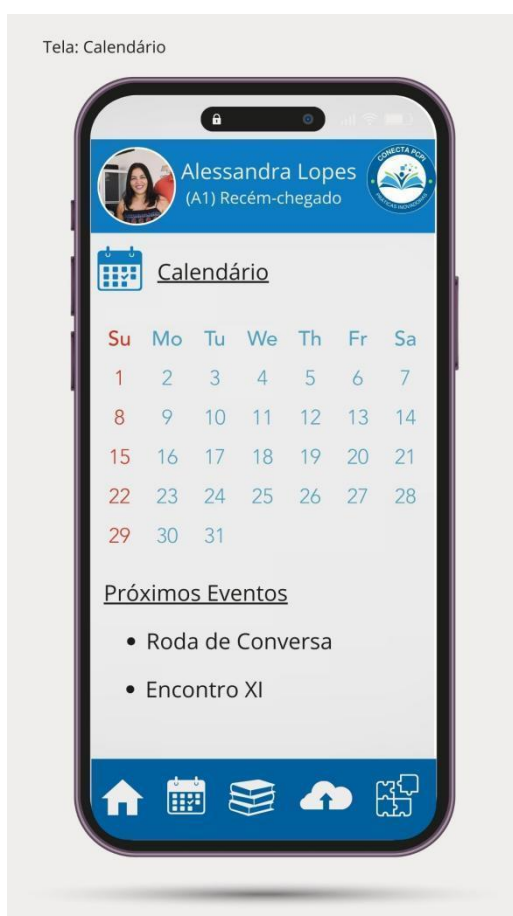 Tela: Calendário
Alessandra Lopes
(A1) Recém-chegado
CONECTA PCPI
PRÁTICAS INOVADORAS
Calendário
Su Mo Tu We Th Fr Sa
1 2 3 4 5 6 7
8 9 10 11 12 13 14
15 16 17 18 19 20 21
22 23 24 25 26 27 28
29 30 31
Próximos Eventos
• Roda de Conversa
• Encontro XI